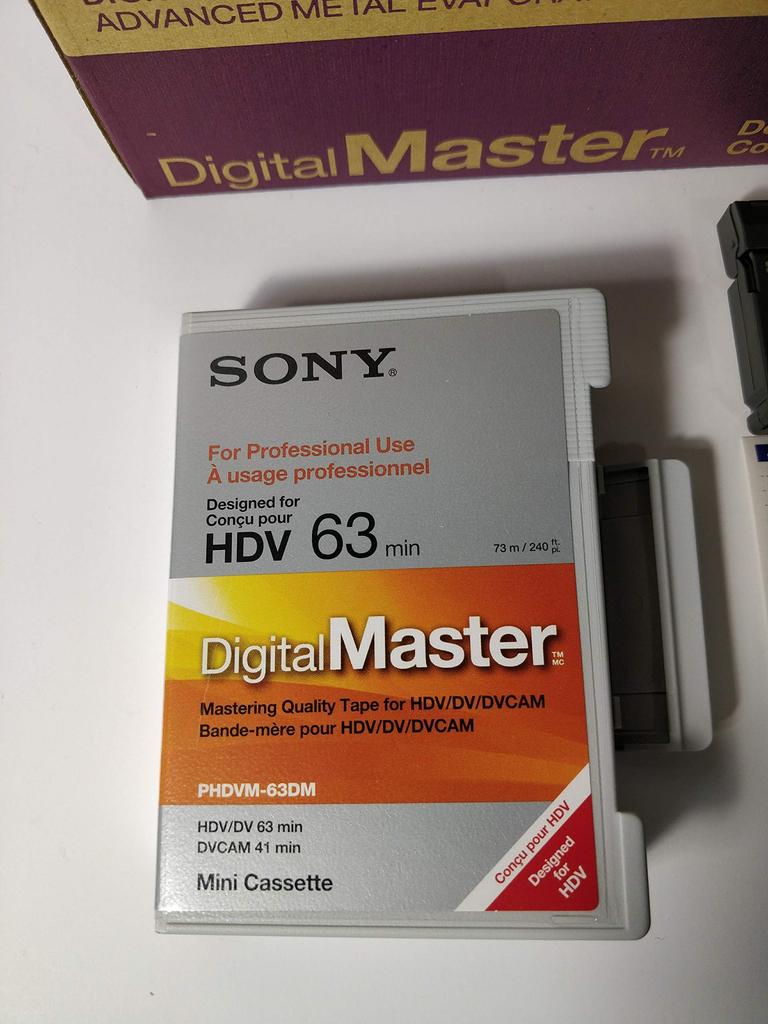 ADVANCED METAL
Digital Master™
SONY®
For Professional Use
À usage professionnel
Designed for
Conçu pour
HDV 63 min
73 m / 240 ft. pi.
DigitalMaster ™ MC
Mastering Quality Tape for HDV/DV/DVCAM
Bande-mère pour HDV/DV/DVCAM
PHDVM-63DM
HDV/DV 63 min
DVCAM 41 min
Mini Cassette
Conçu pour HDV
Designed
for
HDV